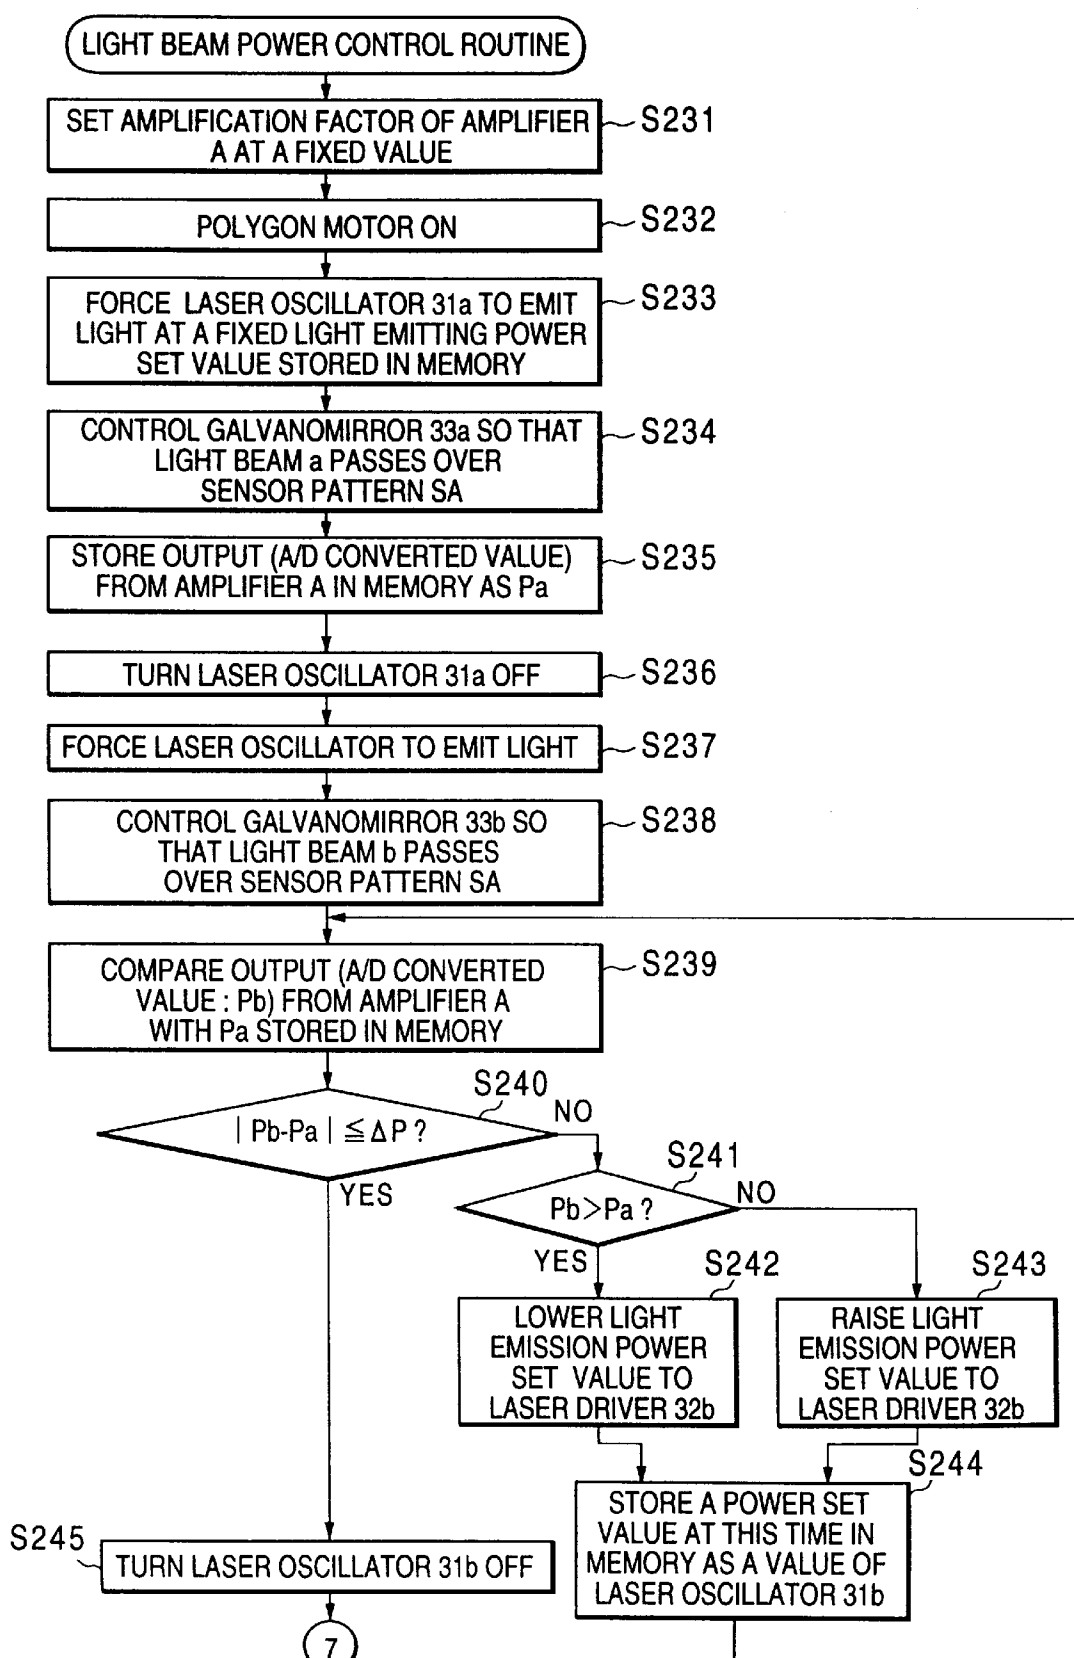 LIGHT BEAM POWER CONTROL ROUTINE
SET AMPLIFICATION FACTOR OF AMPLIFIER
A AT A FIXED VALUE
S231
POLYGON MOTOR ON
S232
FORCE LASER OSCILLATOR 31a TO EMIT
LIGHT AT A FIXED LIGHT EMITTING POWER
SET VALUE STORED IN MEMORY
S233
CONTROL GALVANOMIRROR 33a SO THAT
LIGHT BEAM a PASSES OVER
SENSOR PATTERN SA
S234
STORE OUTPUT (A/D CONVERTED VALUE)
FROM AMPLIFIER A IN MEMORY AS Pa
S235
TURN LASER OSCILLATOR 31a OFF
S236
FORCE LASER OSCILLATOR TO EMIT LIGHT
S237
CONTROL GALVANOMIRROR 33b SO
THAT LIGHT BEAM b PASSES
OVER SENSOR PATTERN SA
S238
COMPARE OUTPUT (A/D CONVERTED
VALUE : Pb) FROM AMPLIFIER A
WITH Pa STORED IN MEMORY
S239
S240
| Pb-Pa | ≦ ΔP ?
NO
YES
S241
Pb>Pa ?
NO
YES
S242
LOWER LIGHT
EMISSION POWER
SET VALUE TO
LASER DRIVER 32b
S243
RAISE LIGHT
EMISSION POWER
SET VALUE TO
LASER DRIVER 32b
S244
STORE A POWER SET
VALUE AT THIS TIME IN
MEMORY AS A VALUE OF
LASER OSCILLATOR 31b
S245
TURN LASER OSCILLATOR 31b OFF
7